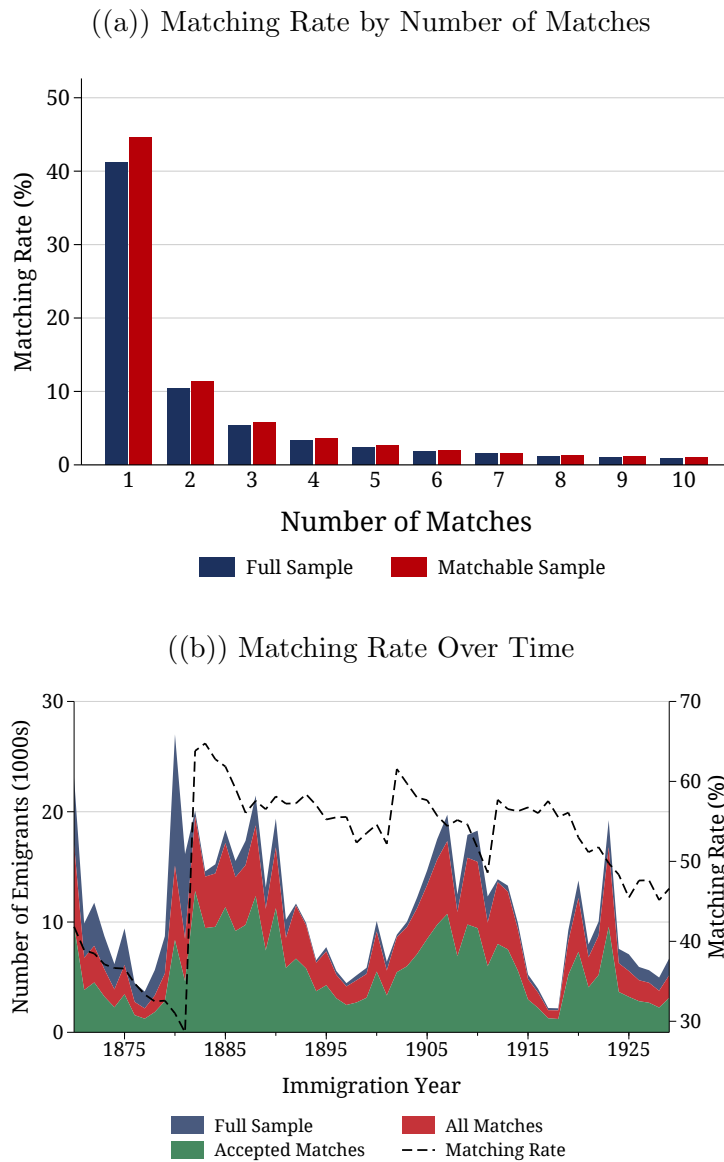 ((a)) Matching Rate by Number of Matches
Matching Rate (%)
50
40
30
20
10
0
1 2 3 4 5 6 7 8 9 10
Number of Matches
Full Sample Matchable Sample
((b)) Matching Rate Over Time
Number of Emigrants (1000s)
30
20
10
0
70
60
50
40
30
Matching Rate (%)
1875 1885 1895 1905 1915 1925
Immigration Year
Full Sample All Matches
Accepted Matches Matching Rate